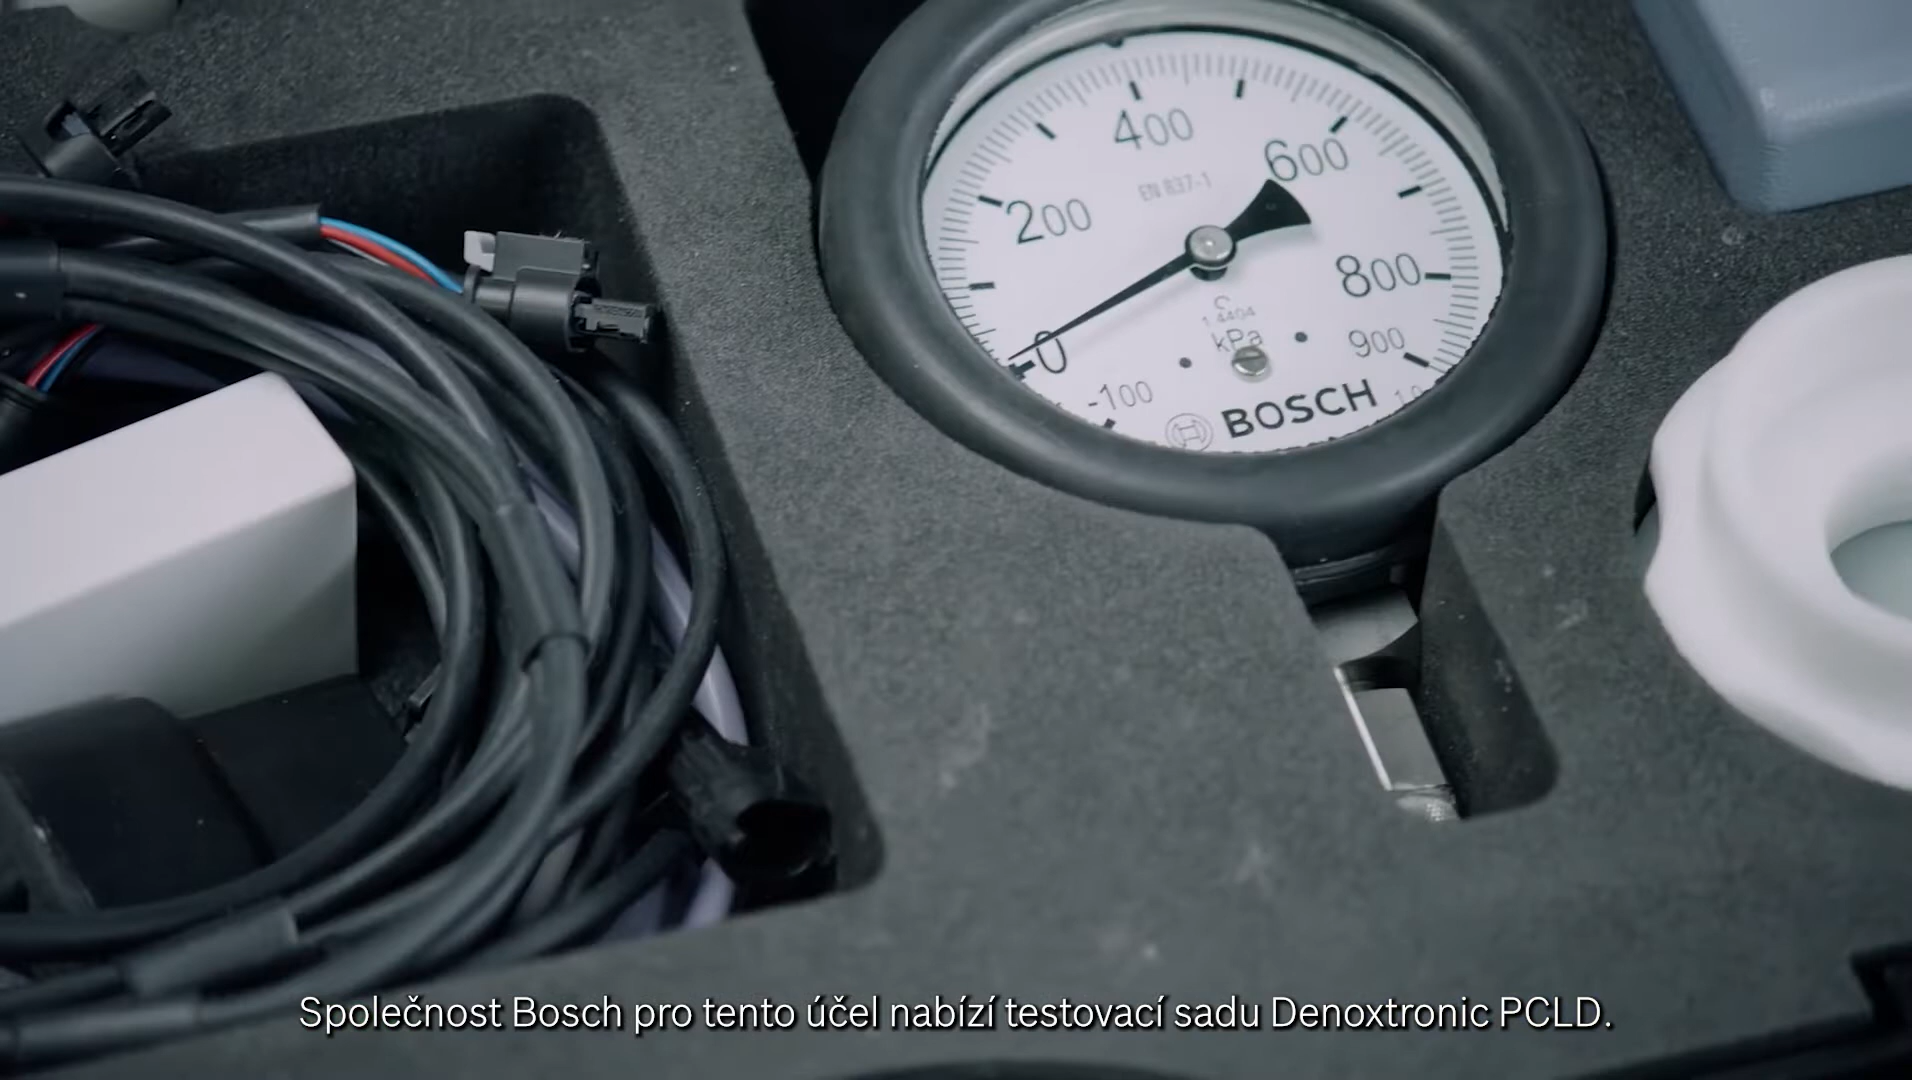 400
600
EN 837-1
200
800
C
1.4404
kPa
0
900
-100
BOSCH
Společnost Bosch pro tento účel nabízí testovací sadu Denoxtronic PCLD.